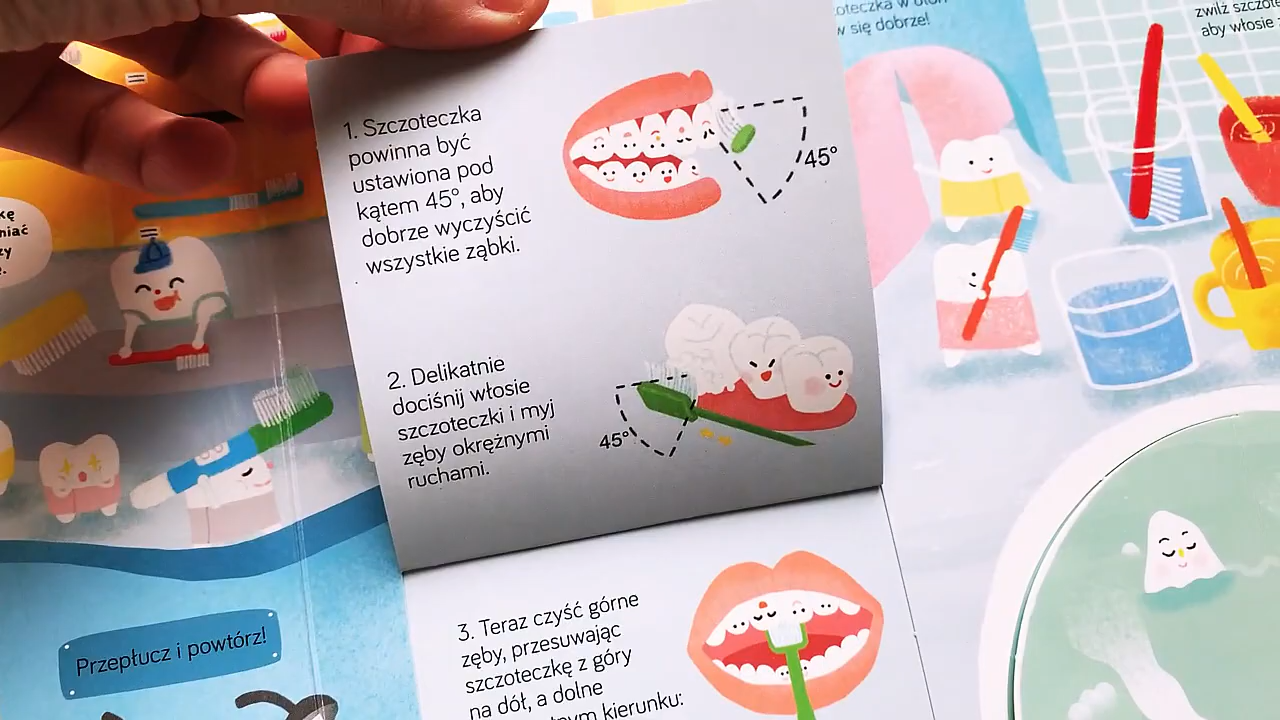 1. Szczoteczka
powinna być
ustawiona pod
kątem 45°, aby
dobrze wyczyścić
wszystkie ząbki.
45°
2. Delikatnie
dociśnij włosie
szczoteczki i myj
zęby okrężnymi
ruchami.
45°
3. Teraz czyść górne
zęby, przesuwając
szczoteczkę z góry
na dół, a dolne
kierunku:
Przepłucz i powtórz!
się dobrze!
zwilż
aby włosie